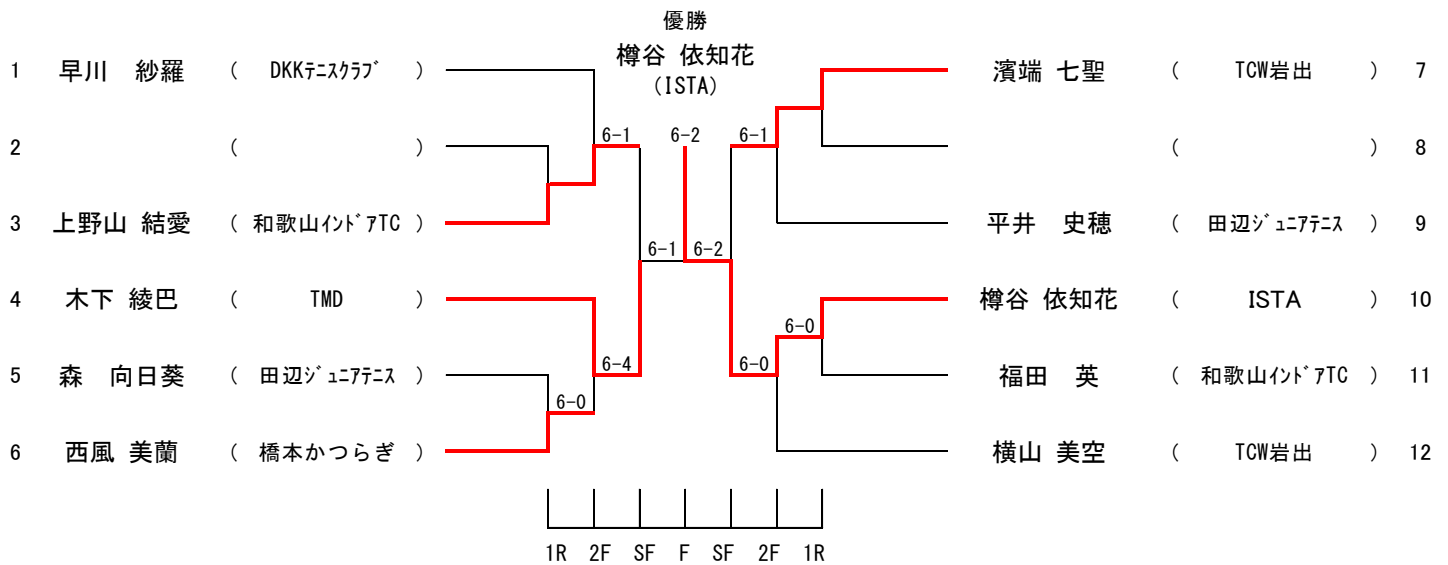 優勝
樽谷 依知花
(ISTA)
1 早川　紗羅 ( DKKﾃﾆｽｸﾗﾌﾞ )
濱端 七聖 ( TCW岩出 ) 7
6-1 6-2 6-1
2 ( )
( ) 8
3 上野山 結愛 ( 和歌山ｲﾝﾄﾞｱTC )
平井　史穂 ( 田辺ｼﾞｭﾆｱﾃﾆｽ ) 9
6-1 6-2
4 木下 綾巴 ( TMD )
樽谷 依知花 ( ISTA ) 10
6-0
6-4 6-0
5 森　向日葵 ( 田辺ｼﾞｭﾆｱﾃﾆｽ )
福田　英 ( 和歌山ｲﾝﾄﾞｱTC ) 11
6-0
6 西風 美蘭 ( 橋本かつらぎ )
横山 美空 ( TCW岩出 ) 12
1R 2F SF F SF 2F 1R